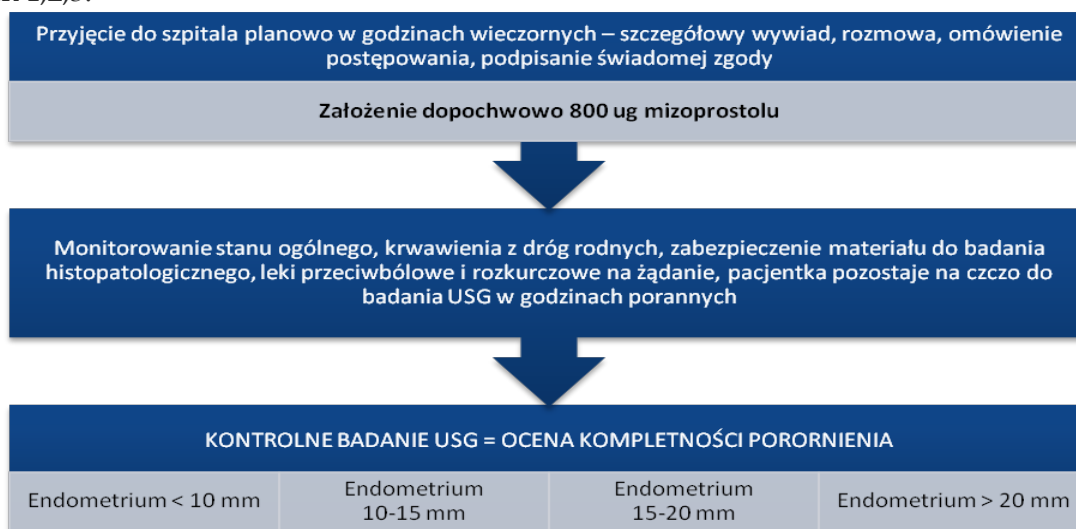 Przyjęcie do szpitala planowo w godzinach wieczornych – szczegółowy wywiad, rozmowa, omówienie
postępowania, podpisanie świadomej zgody
Założenie dopochwowo 800 ug mizoprostolu
Monitorowanie stanu ogólnego, krwawienia z dróg rodnych, zabezpieczenie materiału do badania
histopatologicznego, leki przeciwbólowe i rozkurczowe na żądanie, pacjentka pozostaje na czczo do
badania USG w godzinach porannych
KONTROLNE BADANIE USG = OCENA KOMPLETNOŚCI PORORNIENIA
Endometrium < 10 mm
Endometrium
10-15 mm
Endometrium
15-20 mm
Endometrium > 20 mm